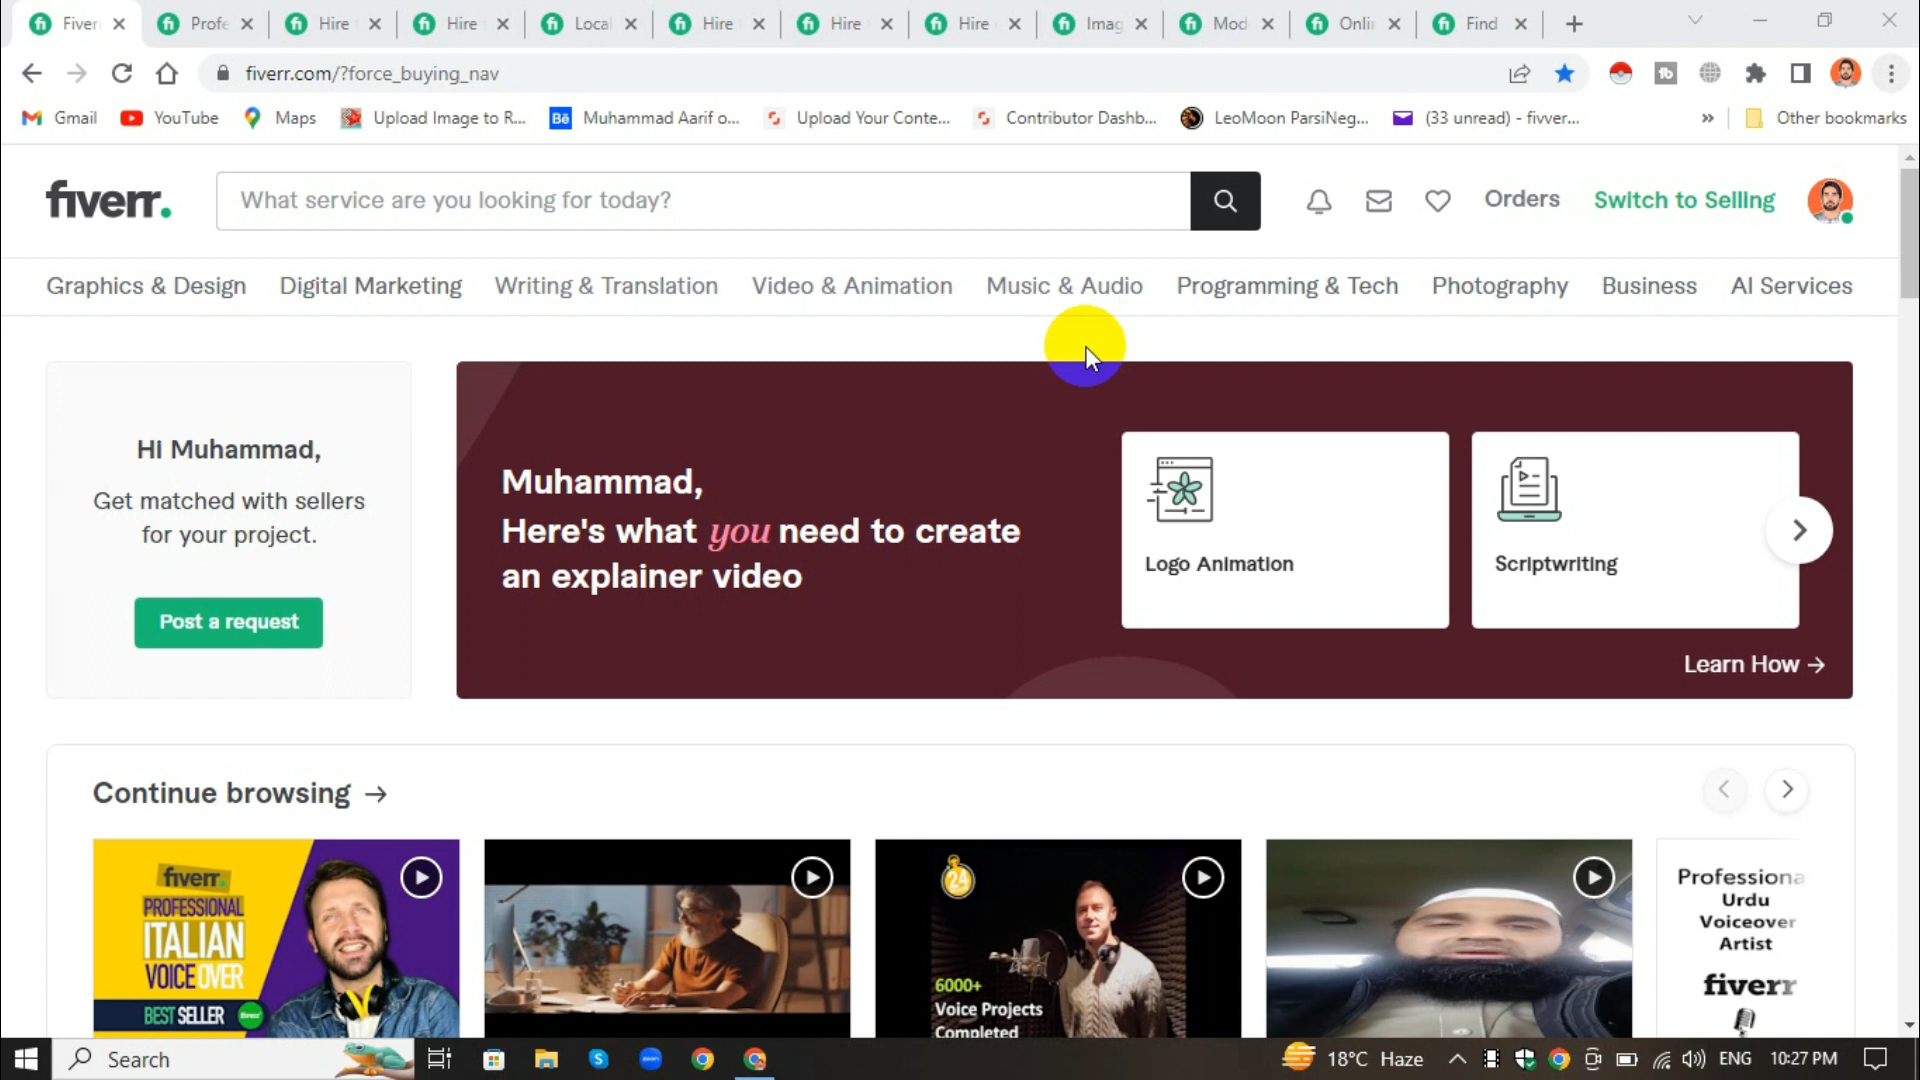 Fiverr
Profe
Hire
Hire
Local
Hire
Hire
Hire
Imag
Mod
Onlin
Find
fiverr.com/?force_buying_nav
Gmail
YouTube
Maps
Upload Image to R...
Bē
Muhammad Aarif o...
Upload Your Conte...
Contributor Dashb...
LeoMoon ParsiNeg...
(33 unread) - fivver...
»
Other bookmarks
fiverr.
What service are you looking for today?
Orders
Switch to Selling
Graphics & Design
Digital Marketing
Writing & Translation
Video & Animation
Music & Audio
Programming & Tech
Photography
Business
AI Services
Hi Muhammad,
Get matched with sellers
for your project.
Post a request
Muhammad,
Here's what you need to create
an explainer video
Logo Animation
Scriptwriting
Learn How →
Continue browsing →
fiverr.
PROFESSIONAL
ITALIAN
VOICE OVER
BEST SELLER
24
6000+
Voice Projects
Completed
Professiona
Urdu
Voiceover
Artist
fiverr
Search
18°C Haze
ENG
10:27 PM